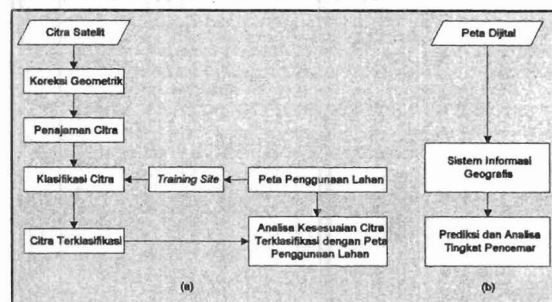 Citra Satelit
Koreksi Geometrik
Penajaman Citra
Klasifikasi Citra
Training Site
Peta Penggunaan Lahan
Citra Terklasifikasi
Analisa Kesesuaian Citra
Terklasifikasi dengan Peta
Penggunaan Lahan
(a)
Peta Dijital
Sistem Informasi
Geografis
Prediksi dan Analisa
Tingkat Pencemar
(b)